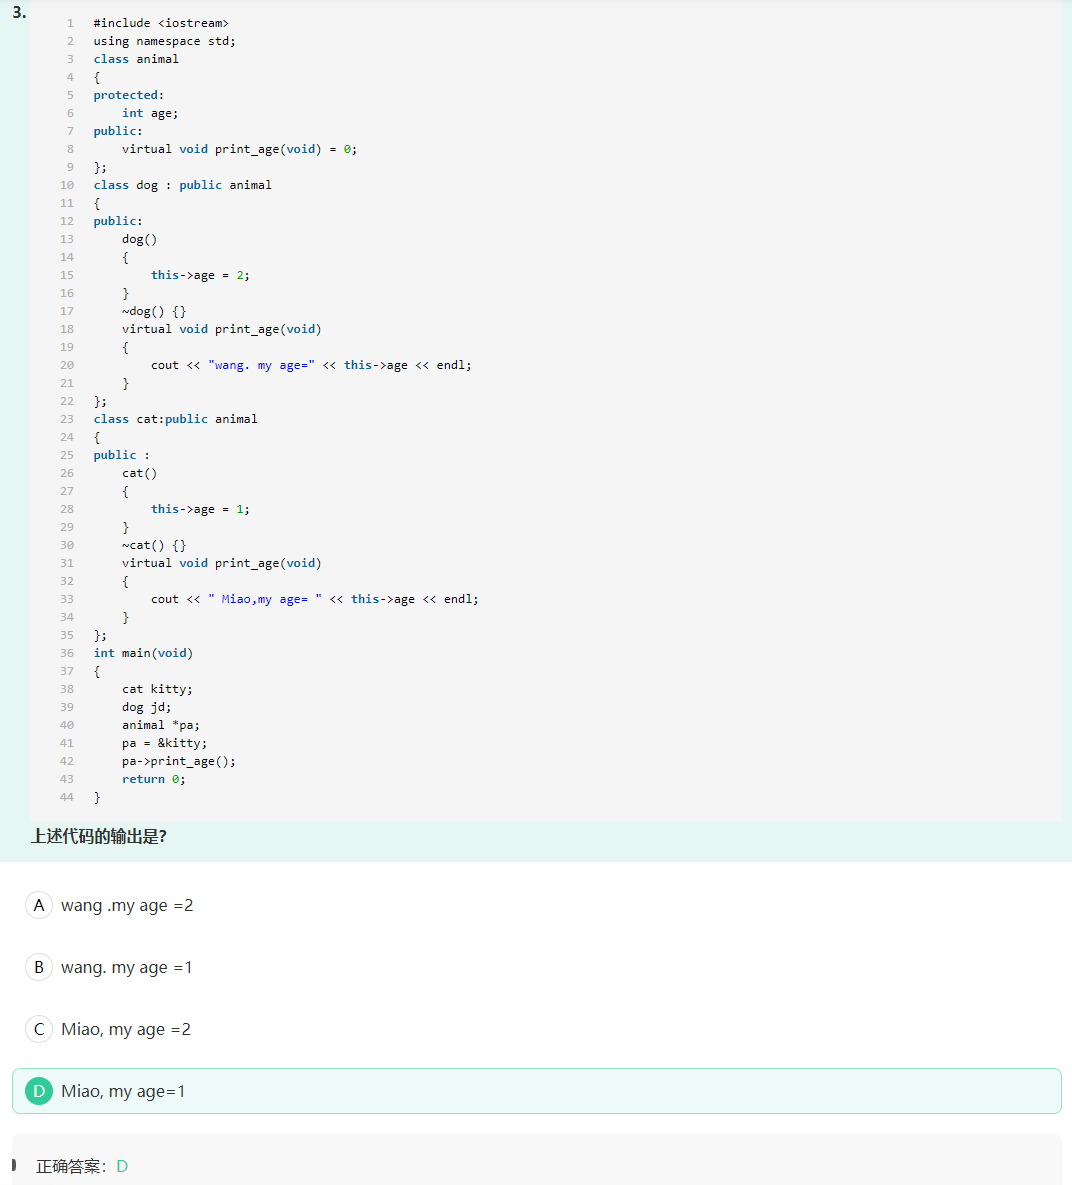 3.
1 #include <iostream>
2 using namespace std;
3 class animal
4 {
5 protected:
6     int age;
7 public:
8     virtual void print_age(void) = 0;
9 };
10 class dog : public animal
11 {
12 public:
13     dog()
14     {
15         this->age = 2;
16     }
17     ~dog() {}
18     virtual void print_age(void)
19     {
20         cout << "wang. my age=" << this->age << endl;
21     }
22 };
23 class cat:public animal
24 {
25 public :
26     cat()
27     {
28         this->age = 1;
29     }
30     ~cat() {}
31     virtual void print_age(void)
32     {
33         cout << " Miao,my age= " << this->age << endl;
34     }
35 };
36 int main(void)
37 {
38     cat kitty;
39     dog jd;
40     animal *pa;
41     pa = &kitty;
42     pa->print_age();
43     return 0;
44 }
上述代码的输出是?
A wang .my age =2
B wang. my age =1
C Miao, my age =2
D Miao, my age=1
正确答案：D